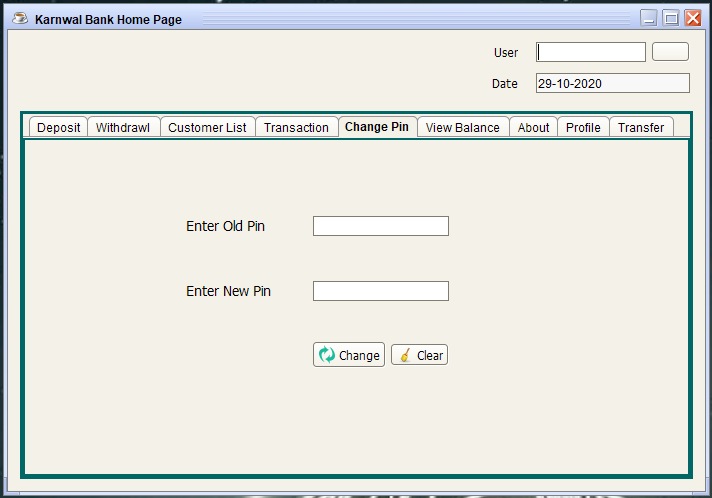 Karnwal Bank Home Page
User
Date 29-10-2020
Deposit Withdrawl Customer List Transaction Change Pin View Balance About Profile Transfer
Enter Old Pin
Enter New Pin
Change Clear